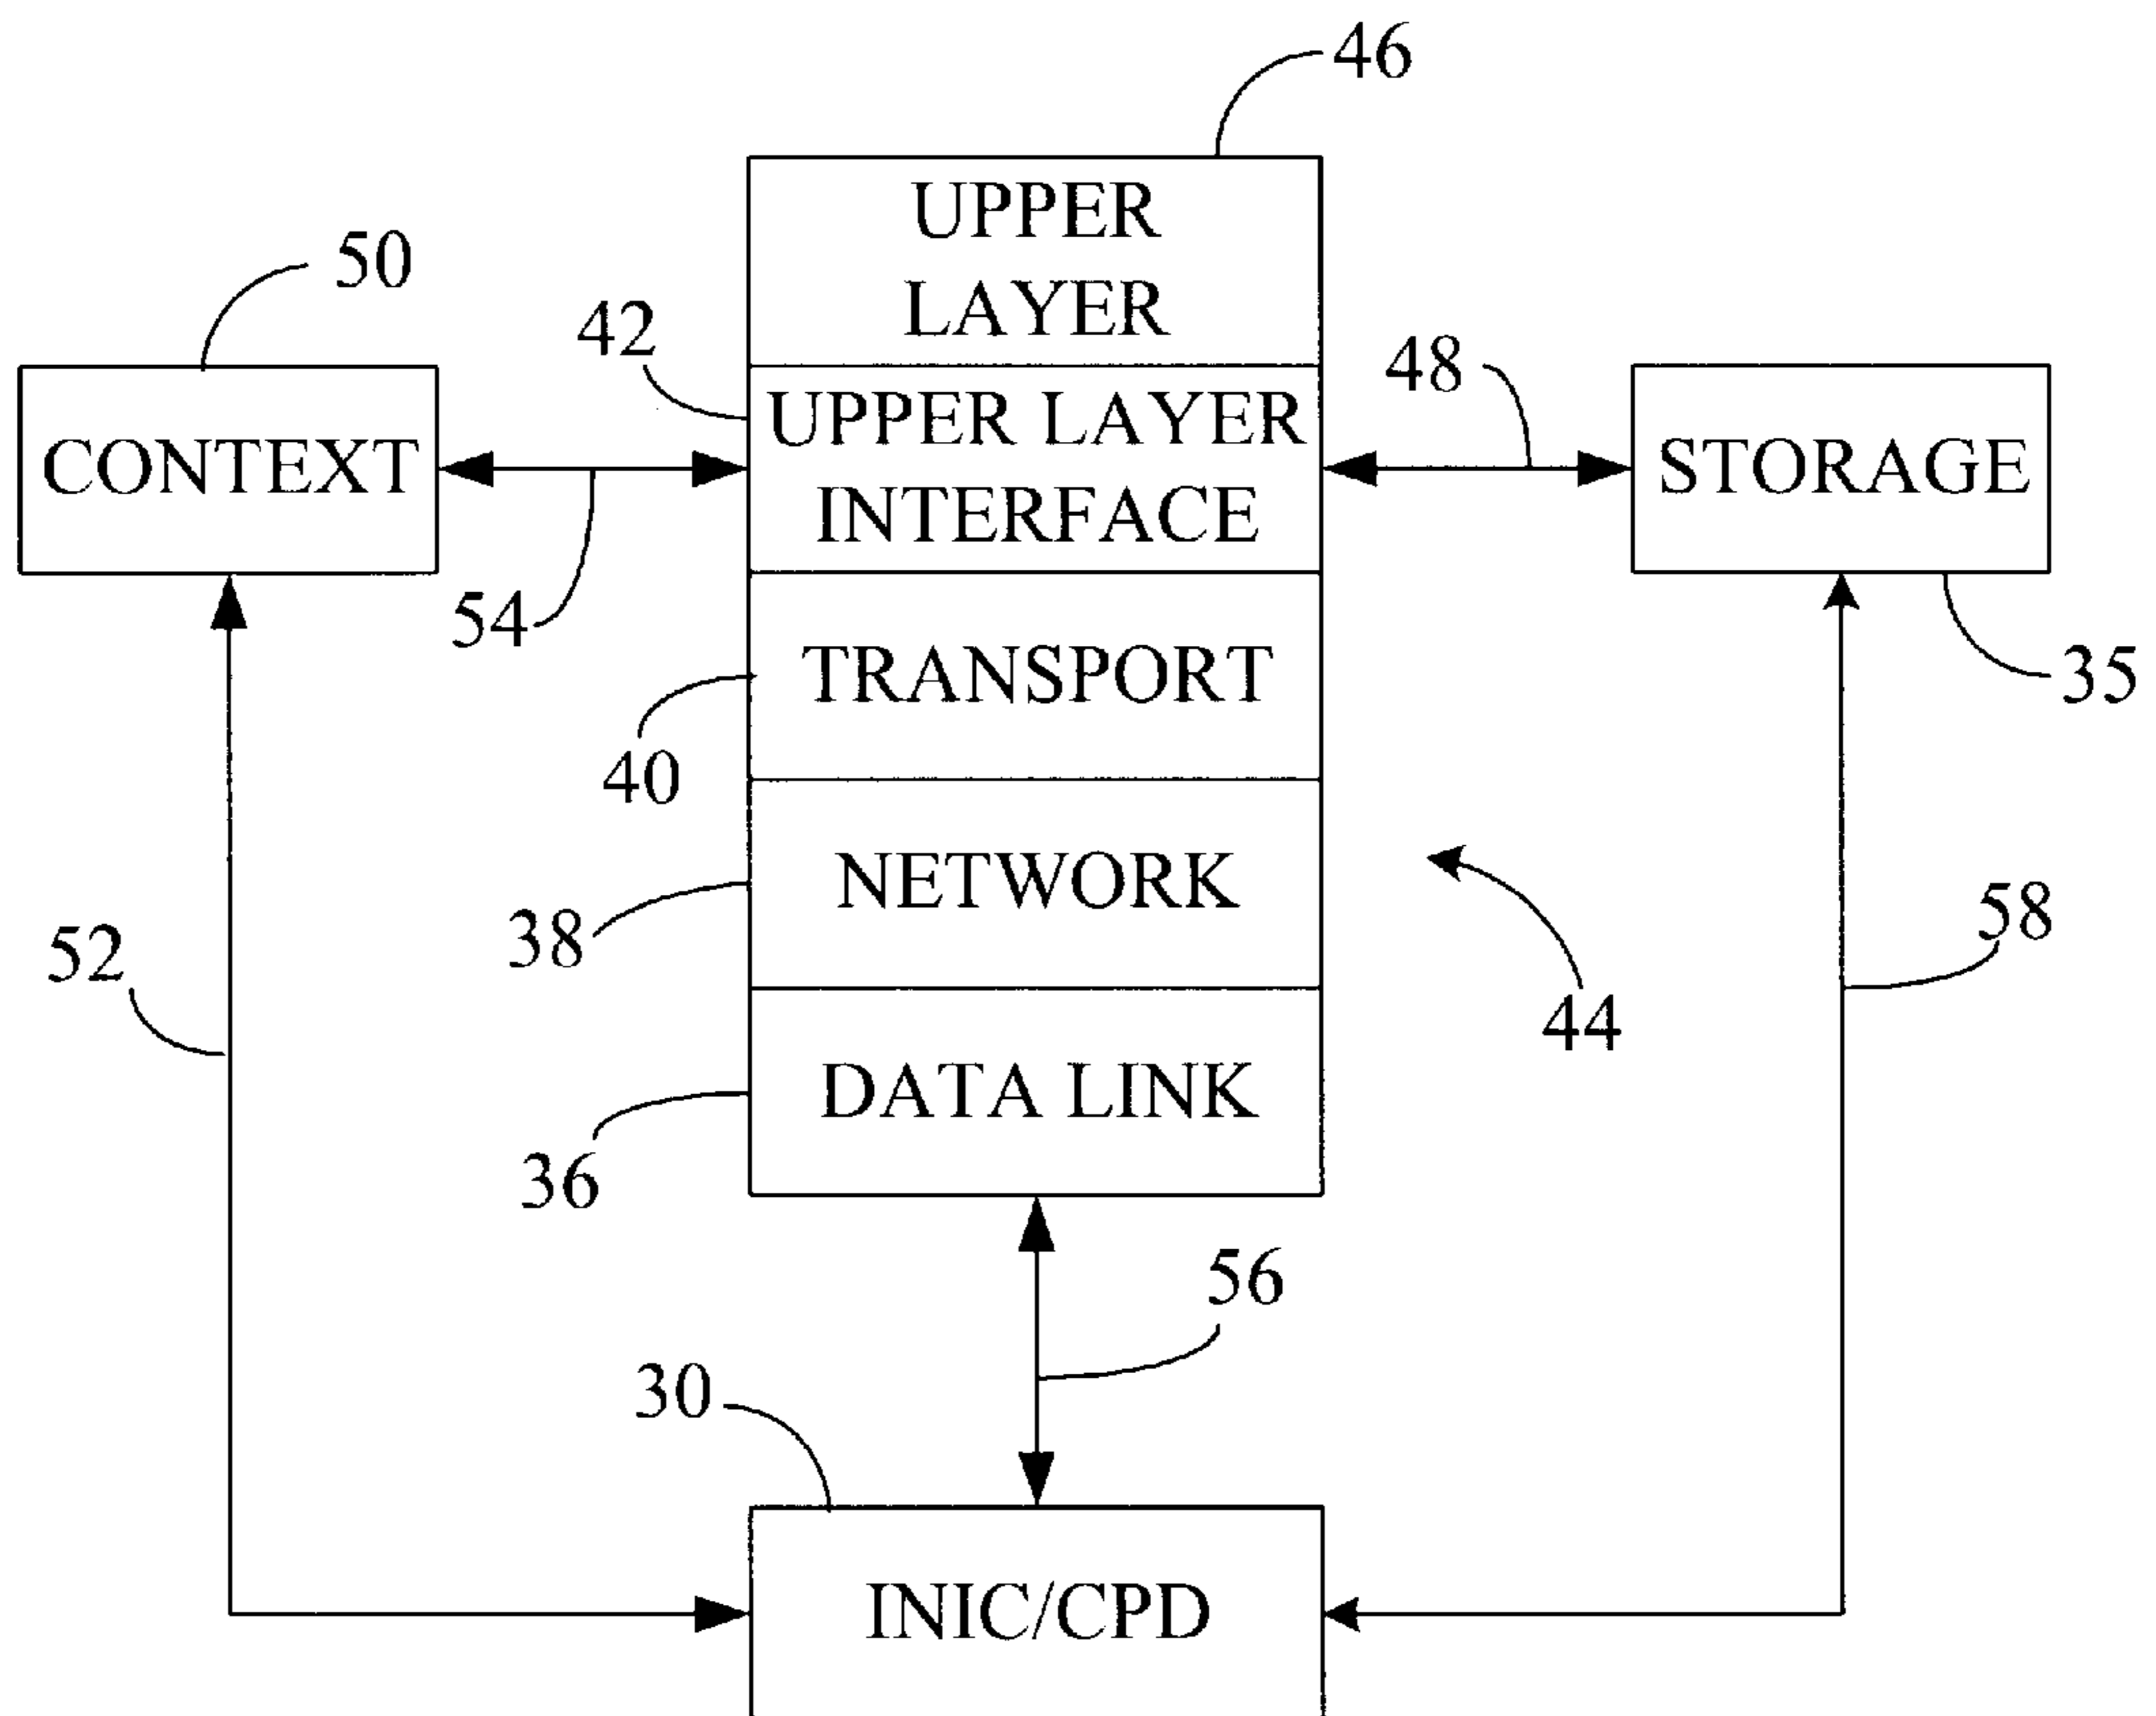 46
UPPER
LAYER
50
42
UPPER LAYER
INTERFACE
48
CONTEXT
STORAGE
54
TRANSPORT
35
40
NETWORK
58
38
52
44
DATA LINK
36
56
30
INIC/CPD